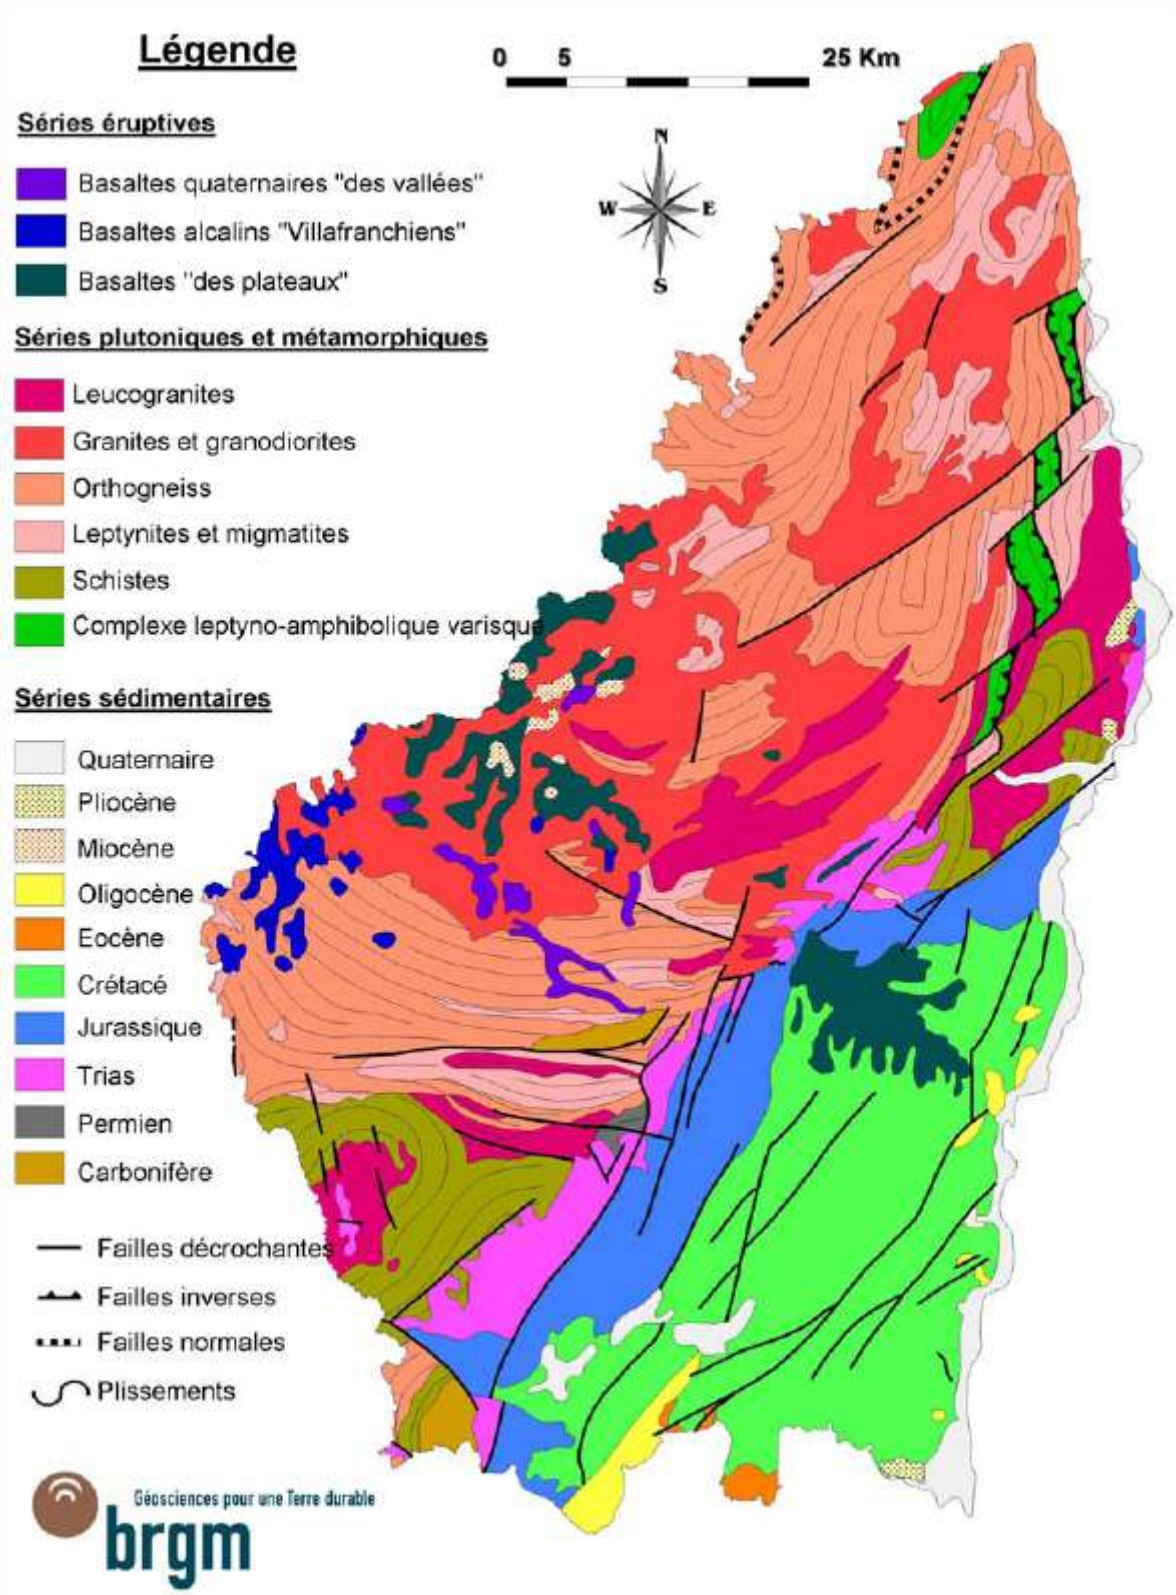 Légende
0 5 25 Km
Séries éruptives
Basaltes quaternaires "des vallées"
Basaltes alcalins "Villafranchiens"
Basaltes "des plateaux"
N
W E
S
Séries plutoniques et métamorphiques
Leucogranites
Granites et granodiorites
Orthogneiss
Leptynites et migmatites
Schistes
Complexe leptyno-amphibolique varisque
Séries sédimentaires
Quaternaire
Pliocène
Miocène
Oligocène
Eocène
Crétacé
Jurassique
Trias
Permien
Carbonifère
Failles décrochantes
Failles inverses
Failles normales
Plissements
Géosciences pour une Terre durable
brgm